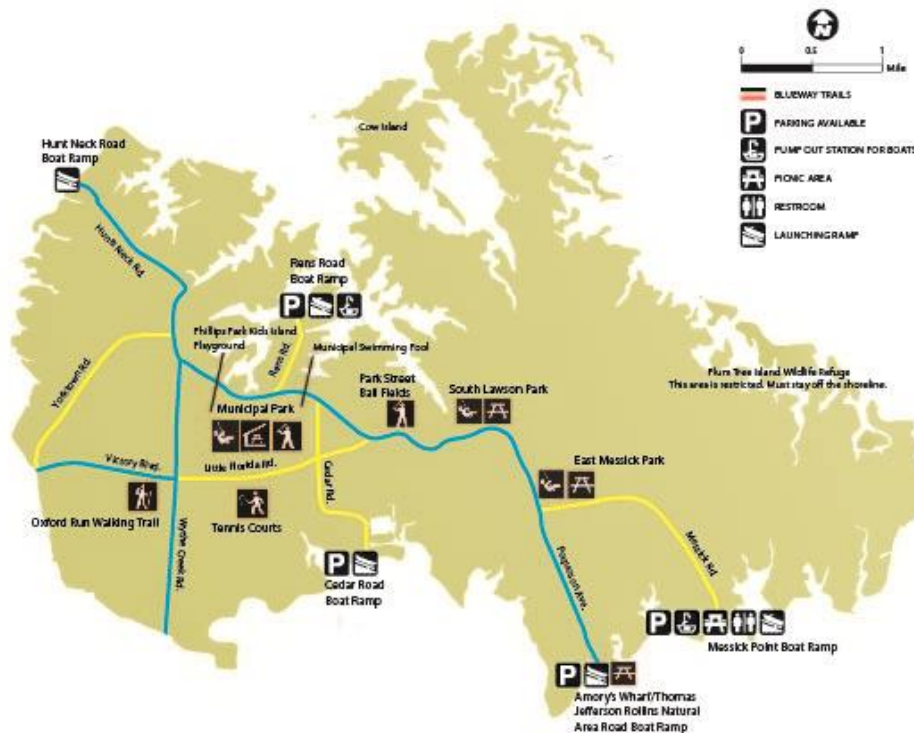 N
0
0.5
1
Mile
BLUEWAY TRAILS
P
PARKING AVAILABLE
PUMP OUT STATION FOR BOATS
PICNIC AREA
RESTROOM
LAUNCHING RAMP
Cow Island
Hunt Neck Road
Boat Ramp
Hunts Neck Rd.
Rens Road
Boat Ramp
P
Rens Rd.
Phillips Park Kids Island
Playground
Municipal Swimming Pool
Yorktown Rd.
Municipal Park
Park Street
Ball Fields
South Lawson Park
Plum Tree Island Wildlife Refuge
This area is restricted. Must stay off the shoreline.
Victory Blvd.
Little Florida Rd.
Cedar Rd.
East Messick Park
Oxford Run Walking Trail
Tennis Courts
Wythe Creek Rd.
Messick Rd.
Poquoson Ave.
P
Cedar Road
Boat Ramp
P
Messick Point Boat Ramp
P
Amory's Wharf/Thomas
Jefferson Rollins Natural
Area Road Boat Ramp